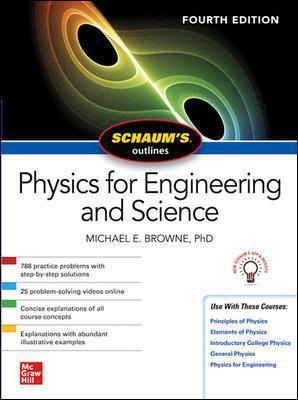 FOURTH EDITION
SCHAUM'S
outlines
Physics for Engineering
and Science
MICHAEL E. BROWNE, PhD
788 practice problems with
step-by-step solutions
25 problem-solving videos online
Concise explanations of all
course concepts
Explanations with abundant
illustrative examples
Use With These Courses:
Principles of Physics
Elements of Physics
Introductory College Physics
General Physics
Physics for Engineering
Mc
Graw
Hill